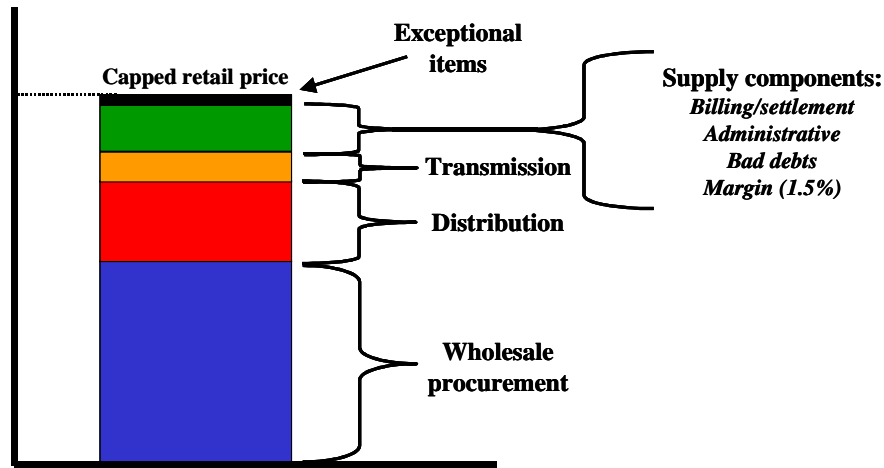 Exceptional
items
Capped retail price
Supply components:
Billing/settlement
Administrative
Bad debts
Margin (1.5%)
Transmission
Distribution
Wholesale
procurement